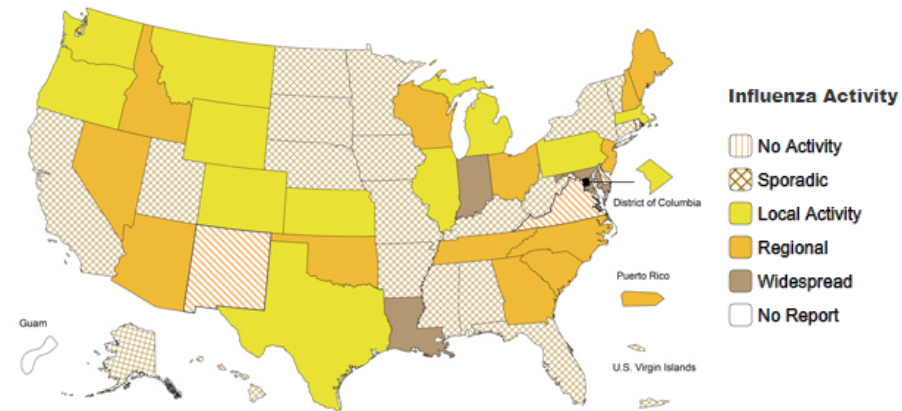 Influenza Activity
No Activity
Sporadic
Local Activity
Regional
Widespread
No Report
District of Columbia
Puerto Rico
U.S. Virgin Islands
Guam